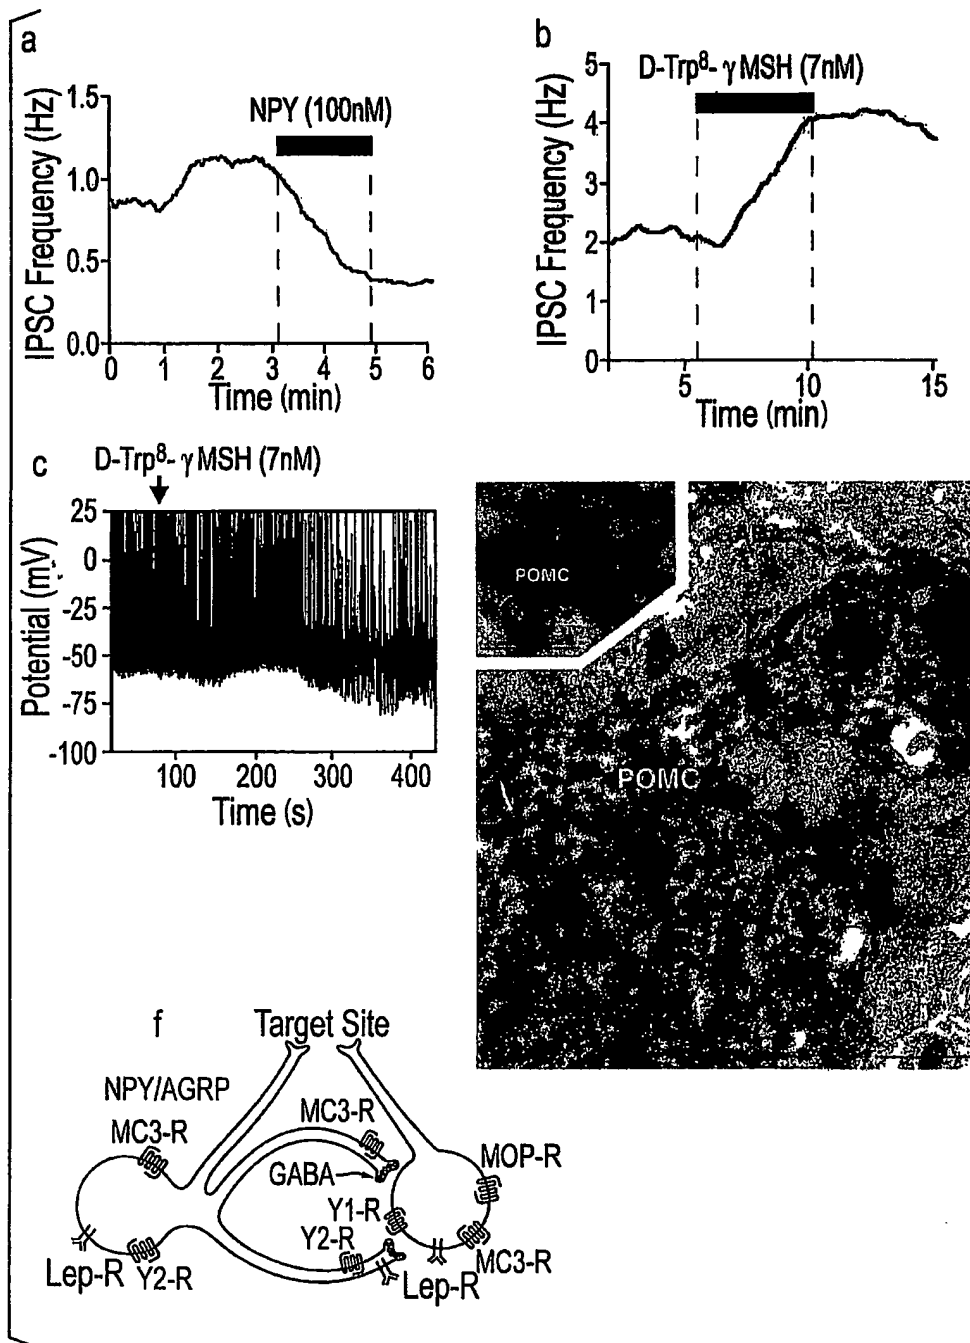 a
NPY (100nM)
IPSC Frequency (Hz)
1.5
1.0
0.5
0.0
0 1 2 3 4 5 6
Time (min)
b
D-Trp⁸- γ MSH (7nM)
IPSC Frequency (Hz)
5
4
3
2
1
0
5 10 15
Time (min)
c
D-Trp⁸- γ MSH (7nM)
Potential (mV)
25
0
-25
-50
-75
-100
100 200 300 400
Time (s)
POMC
POMC
f
Target Site
NPY/AGRP
MC3-R
MC3-R
MOP-R
GABA
Y1-R
Y2-R
MC3-R
Lep-R
Y2-R
Lep-R